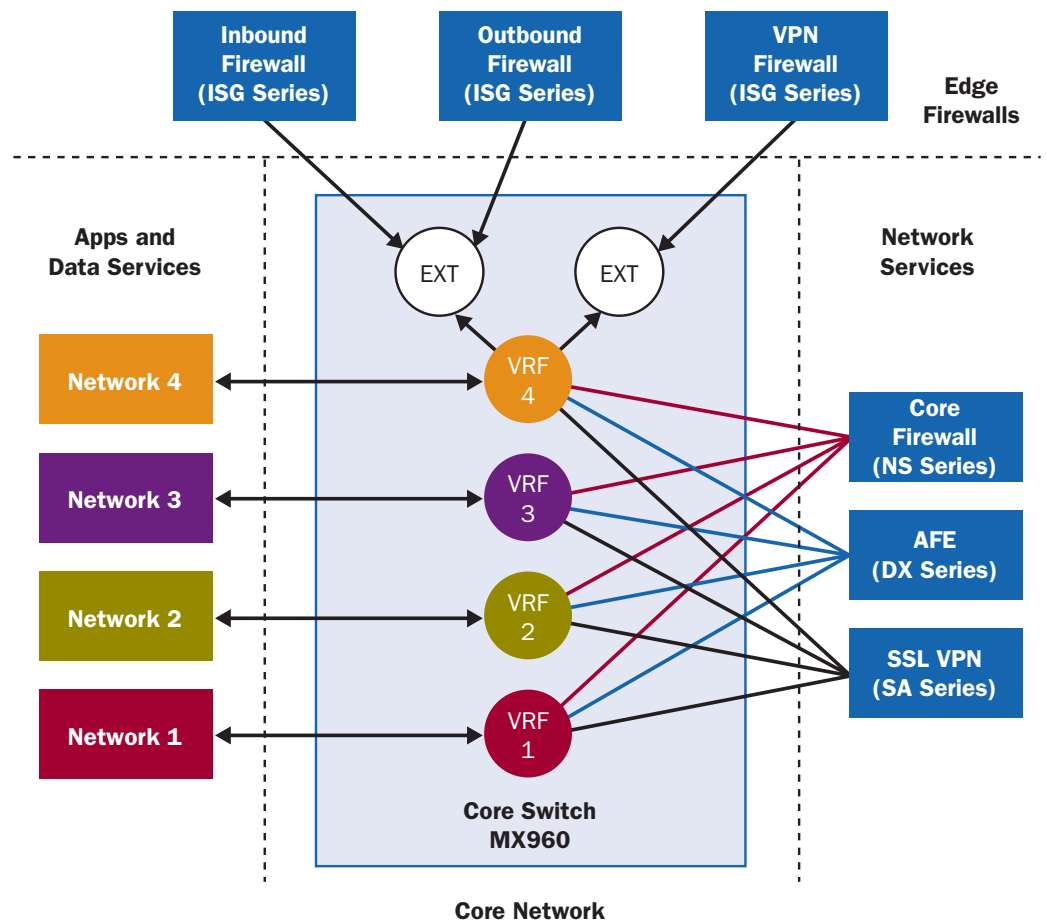 Inbound
Firewall
(ISG Series)
Outbound
Firewall
(ISG Series)
VPN
Firewall
(ISG Series)
Edge
Firewalls
Apps and
Data Services
EXT
EXT
Network
Services
Network 4
VRF
4
Core
Firewall
(NS Series)
Network 3
VRF
3
AFE
(DX Series)
Network 2
VRF
2
SSL VPN
(SA Series)
Network 1
VRF
1
Core Switch
MX960
Core Network